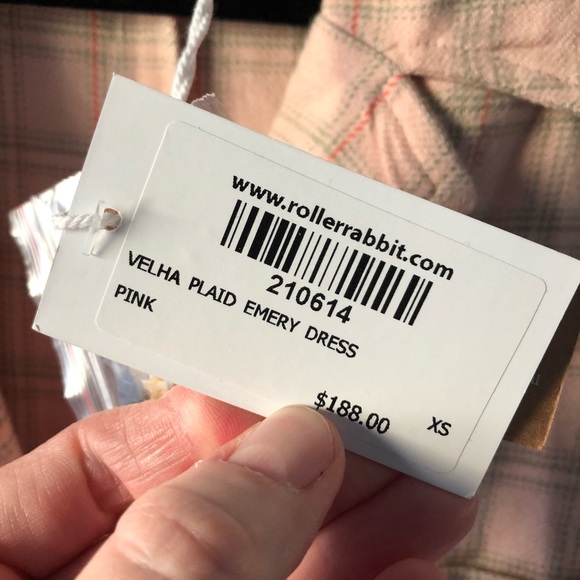 www.rollerrabbit.com
210614
VELHA PLAID EMERY DRESS
PINK
$188.00 XS